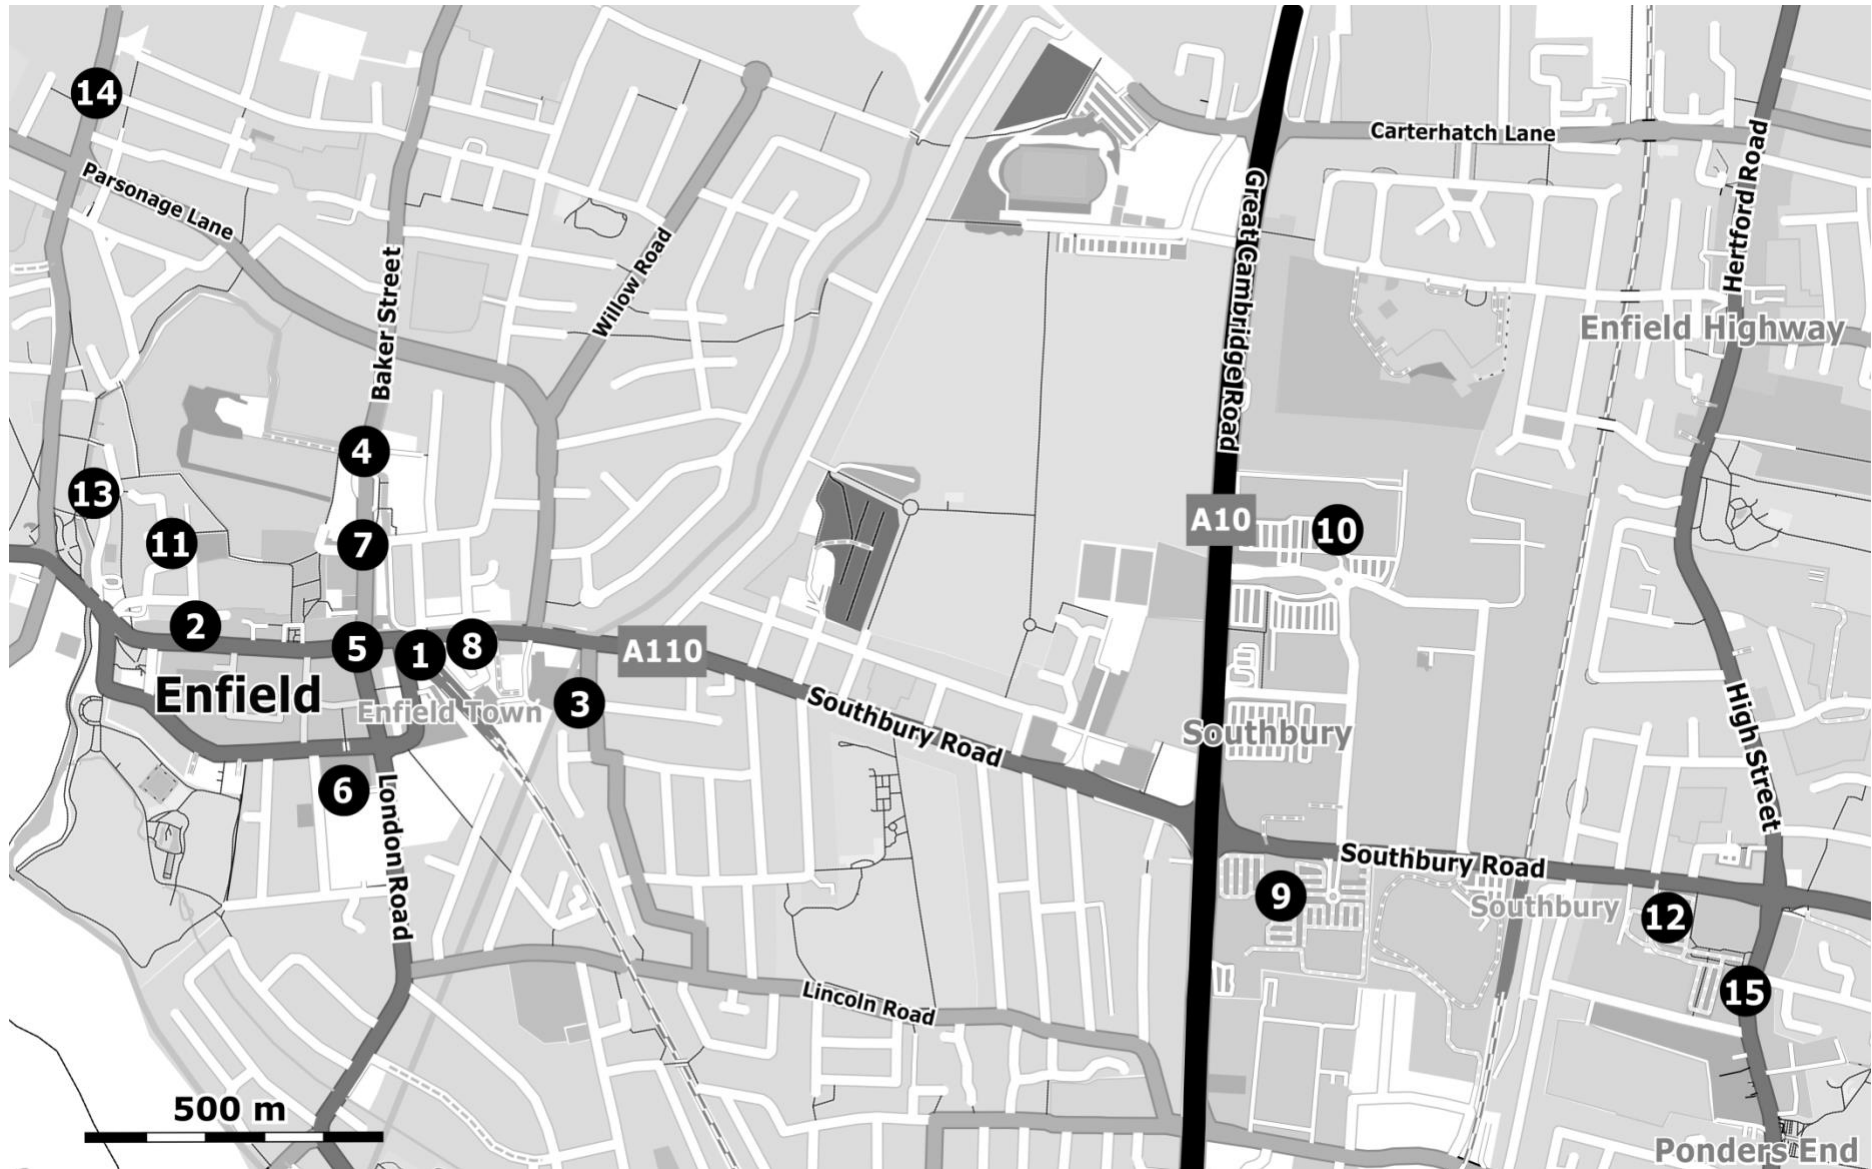 14
Carterhatch Lane
Parsonage Lane
Hertford Road
Great Cambridge Road
Willow Road
Baker Street
Enfield Highway
4
13
A10
10
11
7
2
5
1
8
A110
Enfield
Enfield Town
3
Southbury Road
Southbury
High Street
6
London Road
Southbury Road
9
Southbury
12
15
Lincoln Road
500 m
Ponders End